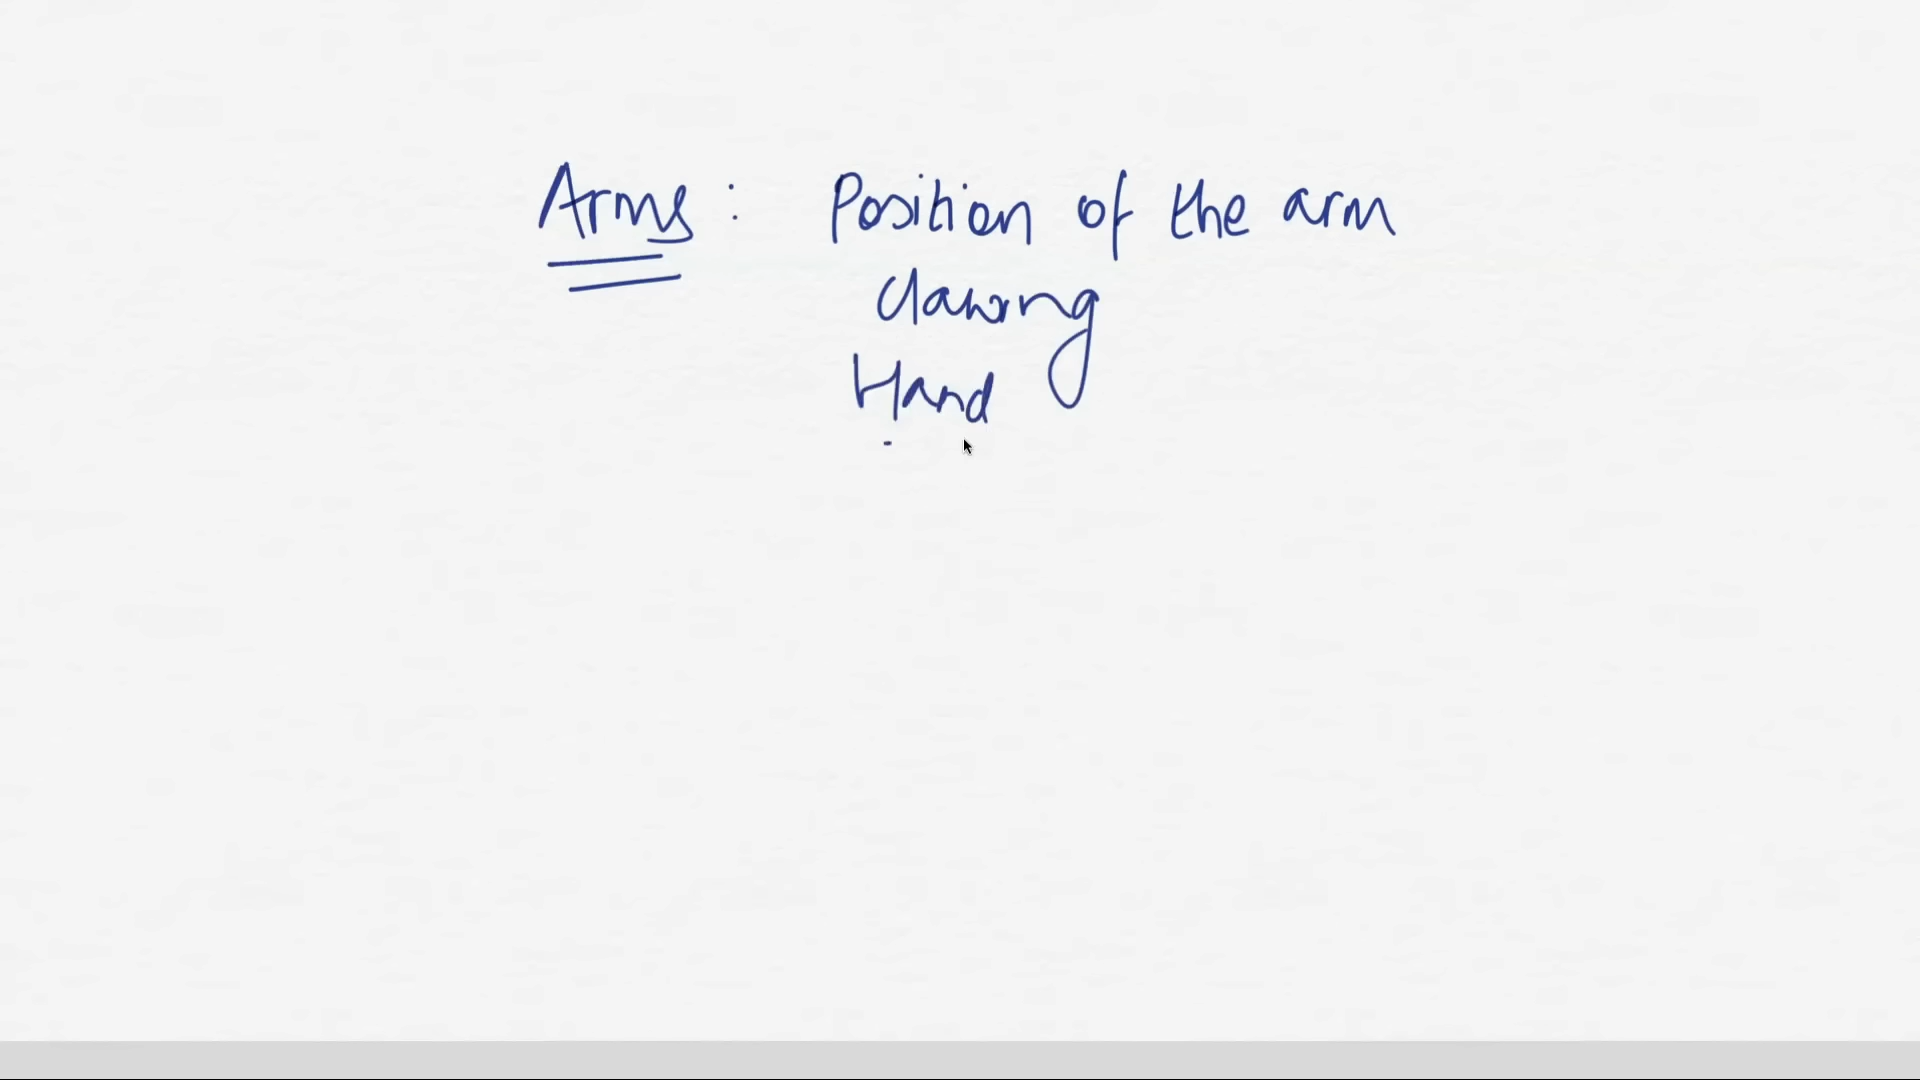 Arms : Position of the arm
Clawing
Hand